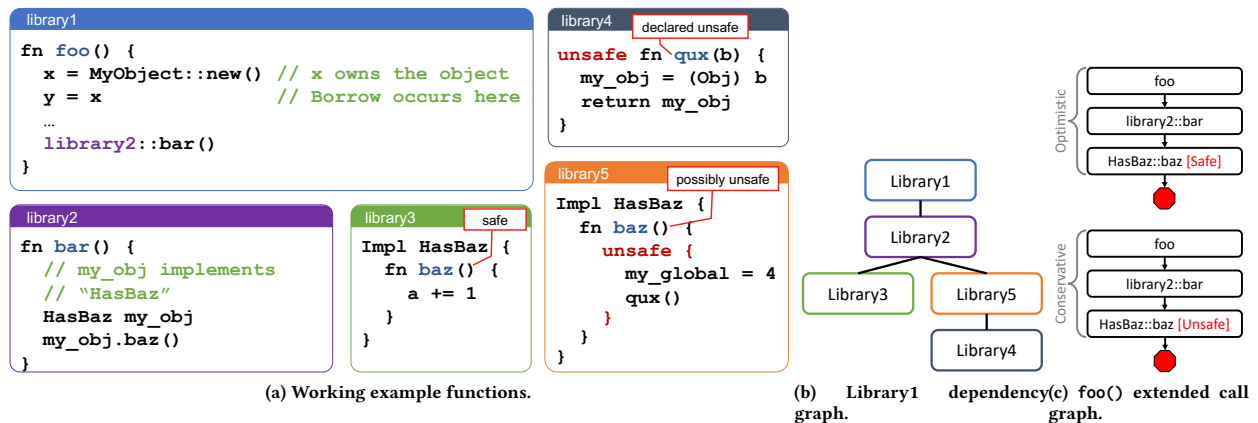 library1
fn foo() {
x = MyObject::new() // x owns the object
y = x // Borrow occurs here
…
library2::bar()
}
library4
declared unsafe
unsafe fn qux(b) {
my_obj = (Obj) b
return my_obj
}
library2
fn bar() {
// my_obj implements
// “HasBaz”
HasBaz my_obj
my_obj.baz()
}
library3
safe
Impl HasBaz {
fn baz() {
a += 1
}
}
library5
possibly unsafe
Impl HasBaz {
fn baz() {
unsafe {
my_global = 4
qux()
}
}
}
(a) Working example functions.
Library1
Library2
Library3
Library5
Library4
(b) Library1 dependency
graph.
Optimistic
foo
library2::bar
HasBaz::baz [Safe]
Conservative
foo
library2::bar
HasBaz::baz [Unsafe]
(c) foo() extended call
graph.